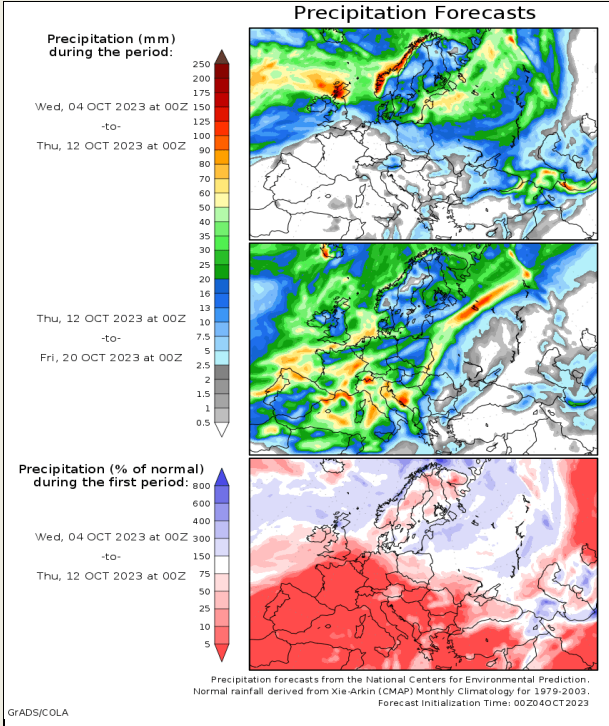 Precipitation Forecasts
Precipitation (mm)
during the period:
Wed, 04 OCT 2023 at 00Z
-to-
Thu, 12 OCT 2023 at 00Z
250
200
175
150
125
100
90
80
70
60
50
40
35
30
25
20
16
13
10
7.5
5
2.5
2
1.5
1
0.5
Thu, 12 OCT 2023 at 00Z
-to-
Fri, 20 OCT 2023 at 00Z
Precipitation (% of normal)
during the first period:
Wed, 04 OCT 2023 at 00Z
-to-
Thu, 12 OCT 2023 at 00Z
800
600
400
300
150
75
50
25
10
5
Precipitation forecasts from the National Centers for Environmental Prediction.
Normal rainfall derived from Xie-Arkin (CMAP) Monthly Climatology for 1979-2003.
Forecast Initialization Time: 00Z04OCT2023
GrADS/COLA